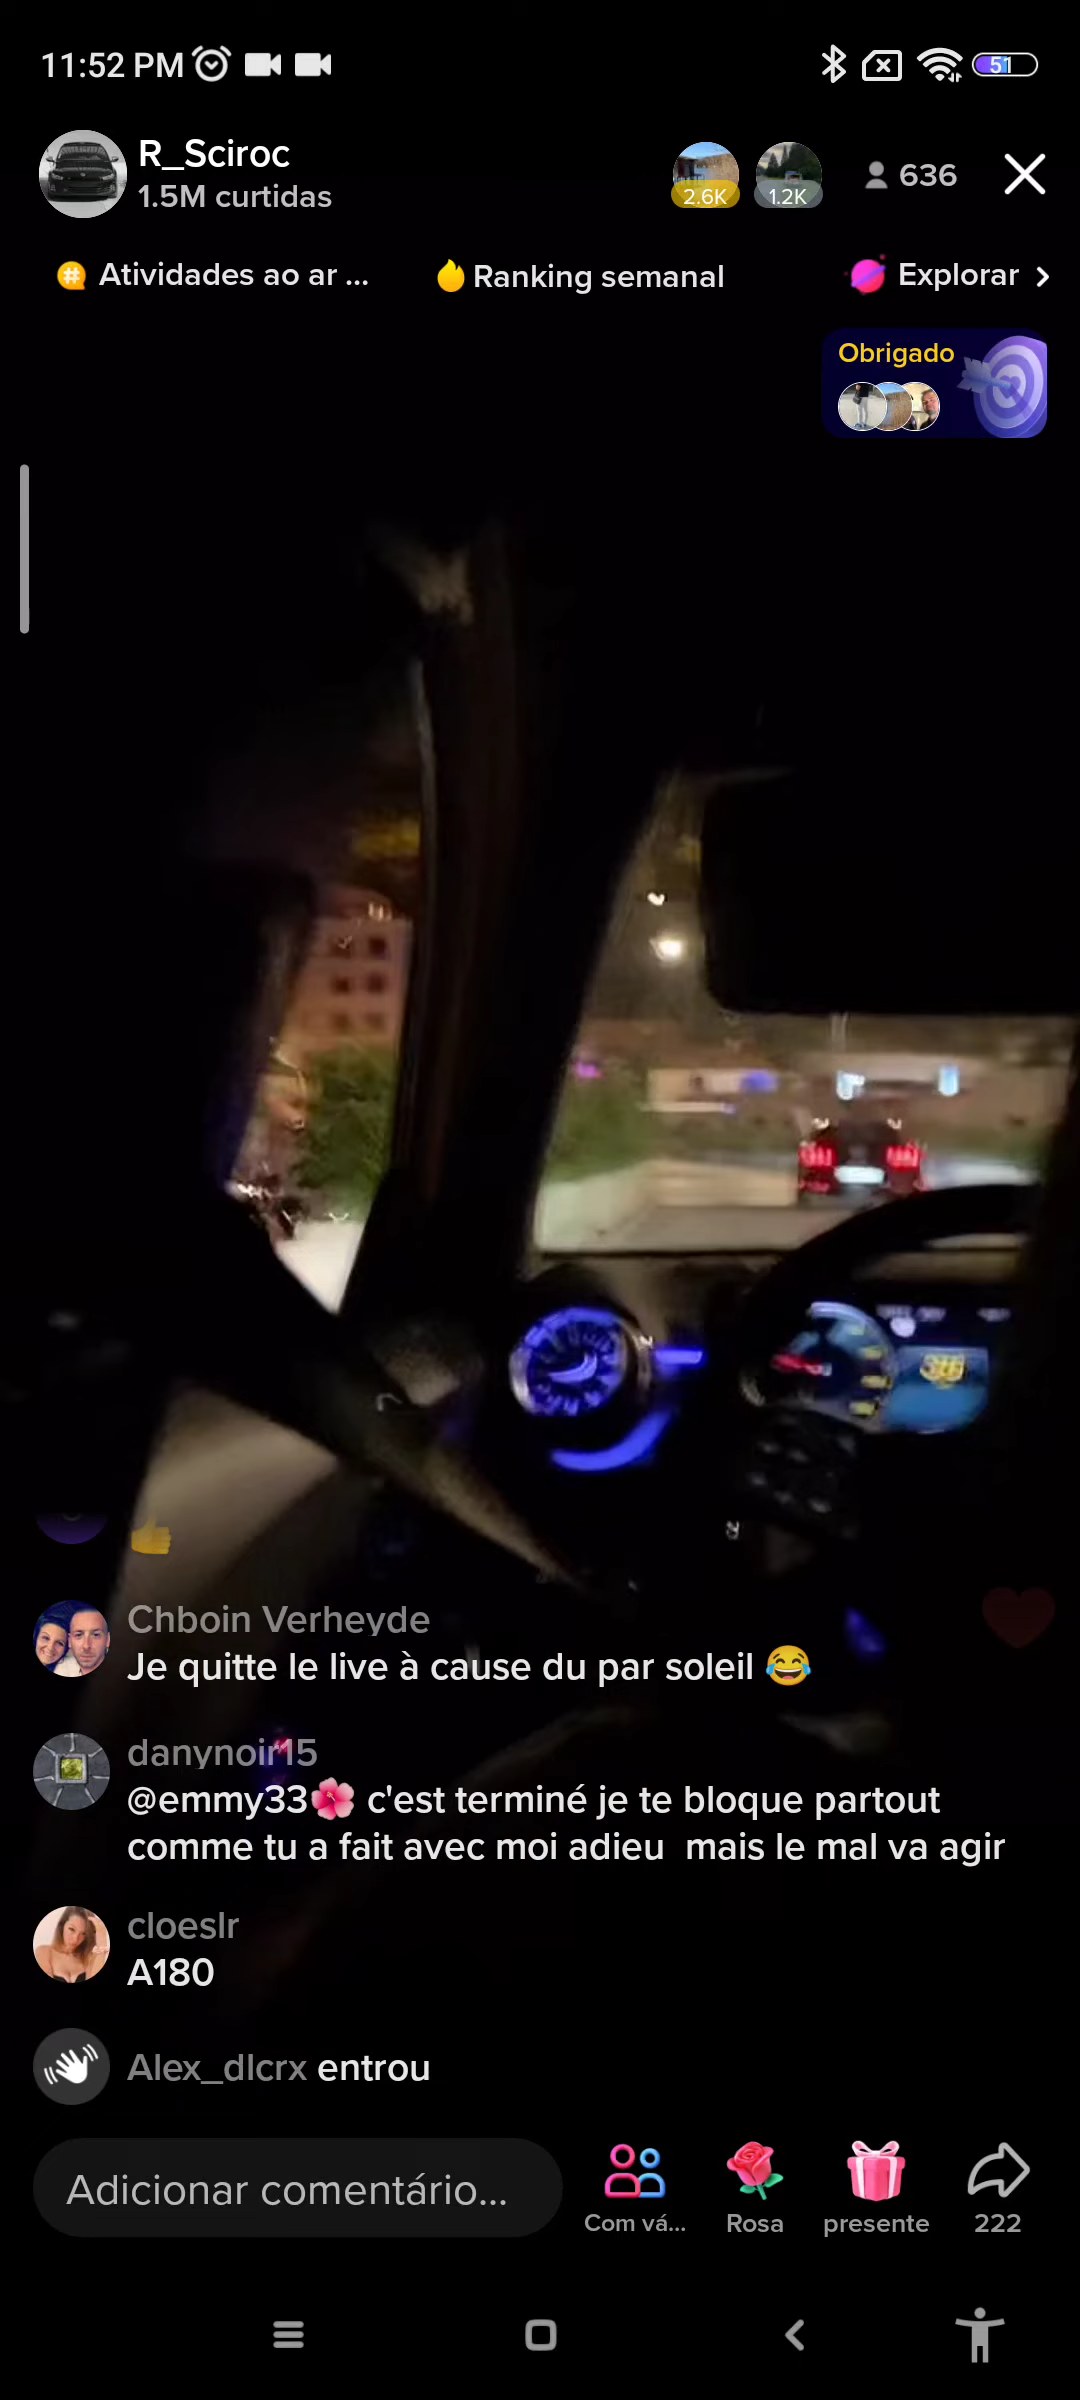 11:52 PM
51
R_Sciroc
1.5M curtidas
2.6K
1.2K
636
Atividades ao ar ...
Ranking semanal
Explorar
Obrigado
Chboin Verheyde
Je quitte le live à cause du par soleil 😂
danynoir15
@emmy33🌺 c'est terminé je te bloque partout
comme tu a fait avec moi adieu  mais le mal va agir
cloeslr
A180
Alex_dlcrx entrou
Adicionar comentário...
Com vá...
Rosa
presente
222